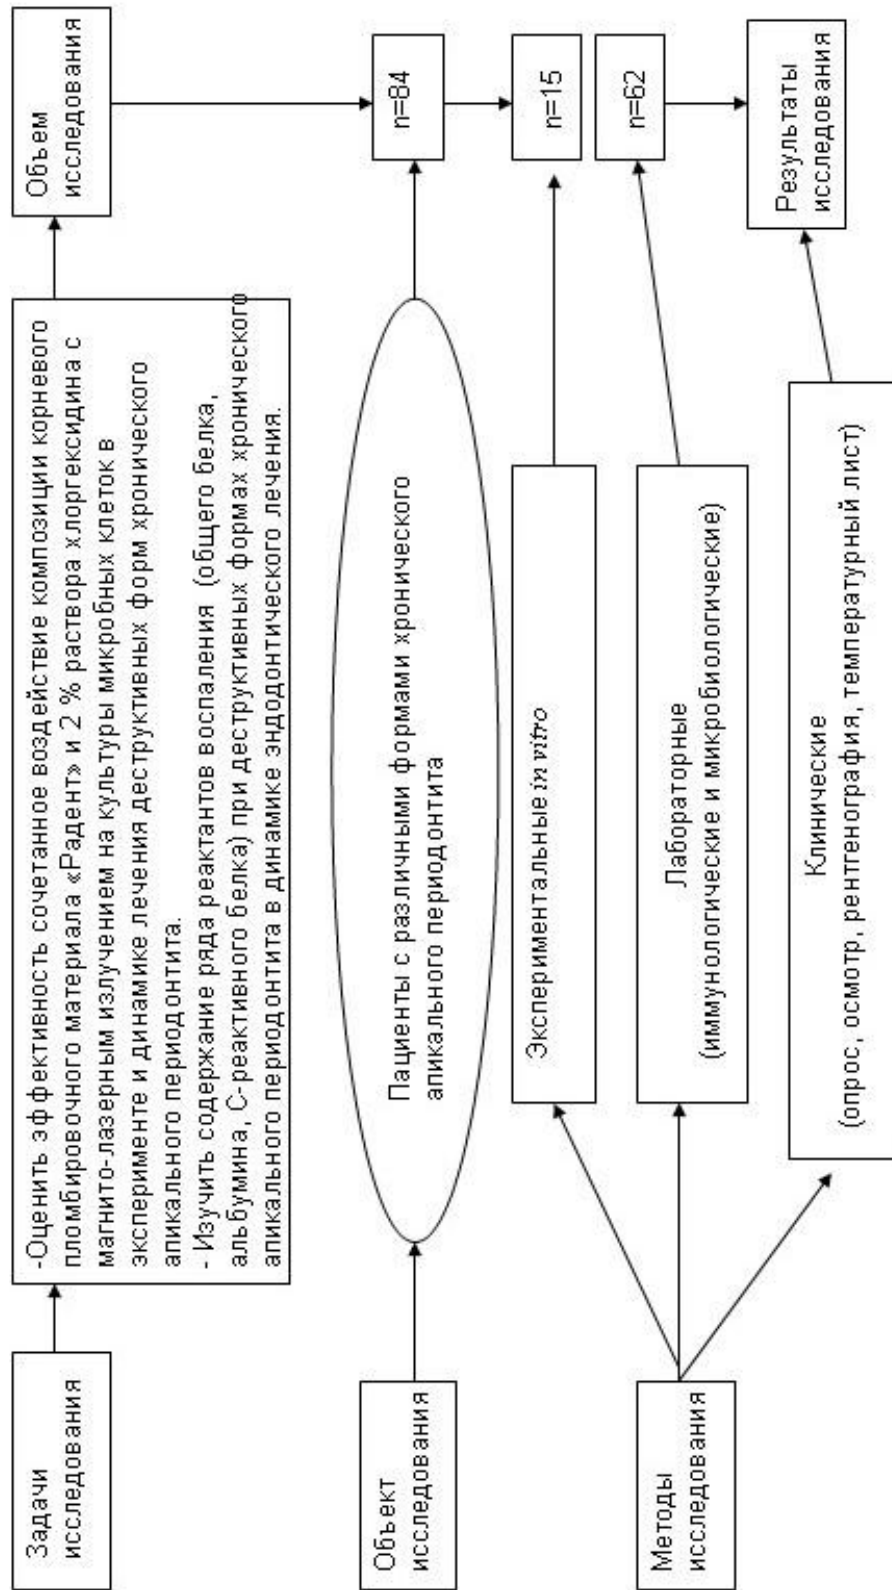 Задачи
исследования
-Оценить эффективность сочетанное воздействие композиции корневого
пломбировочного материала «Радент» и 2 % раствора хлоргексидина с
магнито-лазерным излучением на культуры микробных клеток в
эксперименте и динамике лечения деструктивных форм хронического
апикального периодонтита.
- Изучить содержание ряда реактантов воспаления (общего белка,
альбумина, С-реактивного белка) при деструктивных формах хронического
апикального периодонтита в динамике эндодонтического лечения.
Объем
исследования
Объект
исследования
Пациенты с различными формами хронического
апикального периодонтита
n=84
Методы
исследования
Экспериментальные in vitro
n=15
Лабораторные
(иммунологические и микробиологические)
n=62
Клинические
(опрос, осмотр, рентгенография, температурный лист)
Результаты
исследования